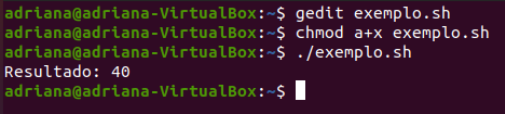 adriana@adriana-VirtualBox:~$ gedit exemplo.sh
adriana@adriana-VirtualBox:~$ chmod a+x exemplo.sh
adriana@adriana-VirtualBox:~$ ./exemplo.sh
Resultado: 40
adriana@adriana-VirtualBox:~$